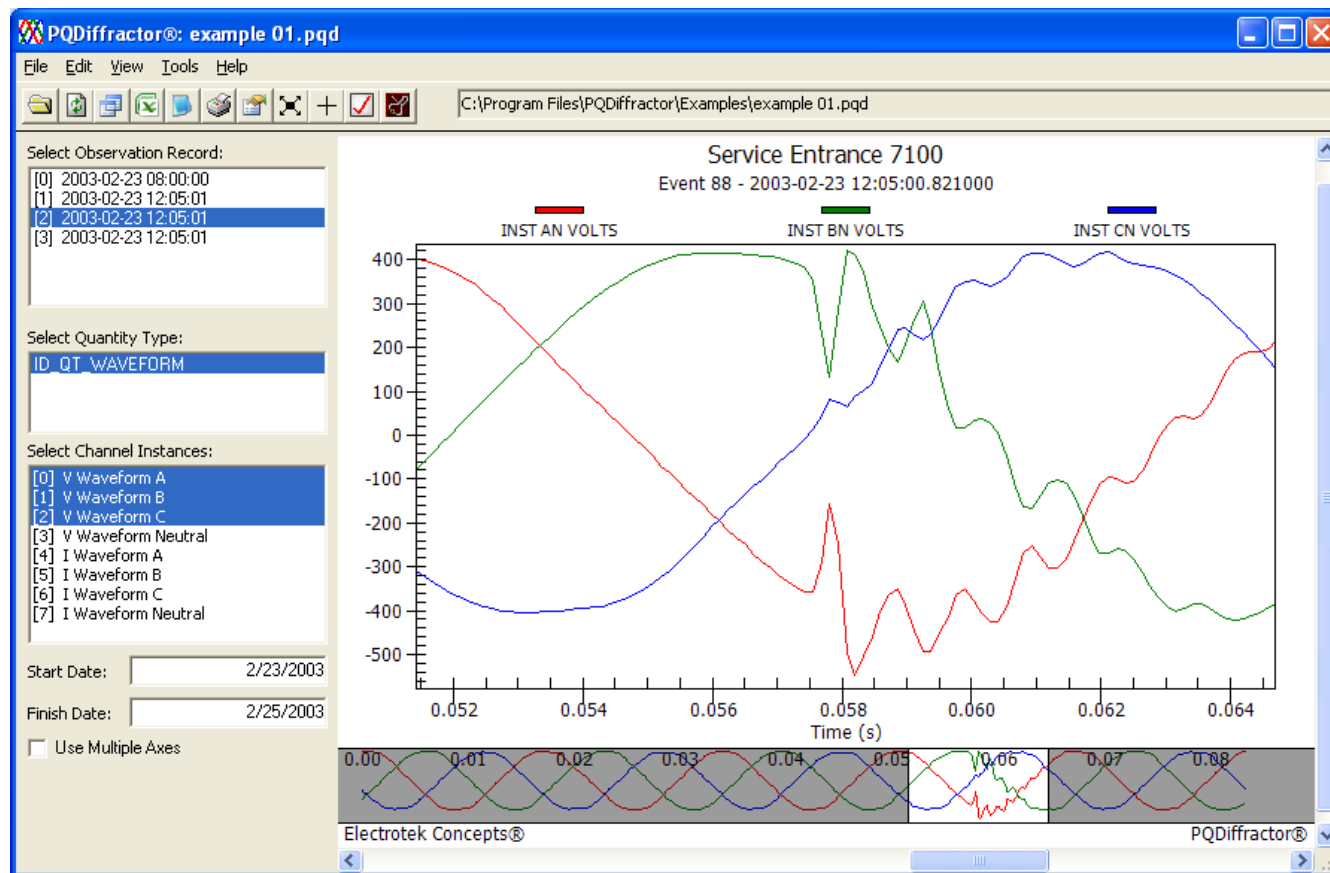 PQDiffractor®: example 01.pqd
File Edit View Tools Help
C:\Program Files\PQDiffractor\Examples\example 01.pqd
Select Observation Record:
[0] 2003-02-23 08:00:00
[1] 2003-02-23 12:05:01
[2] 2003-02-23 12:05:01
[3] 2003-02-23 12:05:01
Select Quantity Type:
ID_QT_WAVEFORM
Select Channel Instances:
[0] V Waveform A
[1] V Waveform B
[2] V Waveform C
[3] V Waveform Neutral
[4] I Waveform A
[5] I Waveform B
[6] I Waveform C
[7] I Waveform Neutral
Start Date: 2/23/2003
Finish Date: 2/25/2003
Use Multiple Axes
Service Entrance 7100
Event 88 - 2003-02-23 12:05:00.821000
INST AN VOLTS INST BN VOLTS INST CN VOLTS
400
300
200
100
0
-100
-200
-300
-400
-500
0.052 0.054 0.056 0.058 0.060 0.062 0.064
Time (s)
0.00 0.01 0.02 0.03 0.04 0.05 0.06 0.07 0.08
Electrotek Concepts® PQDiffractor®